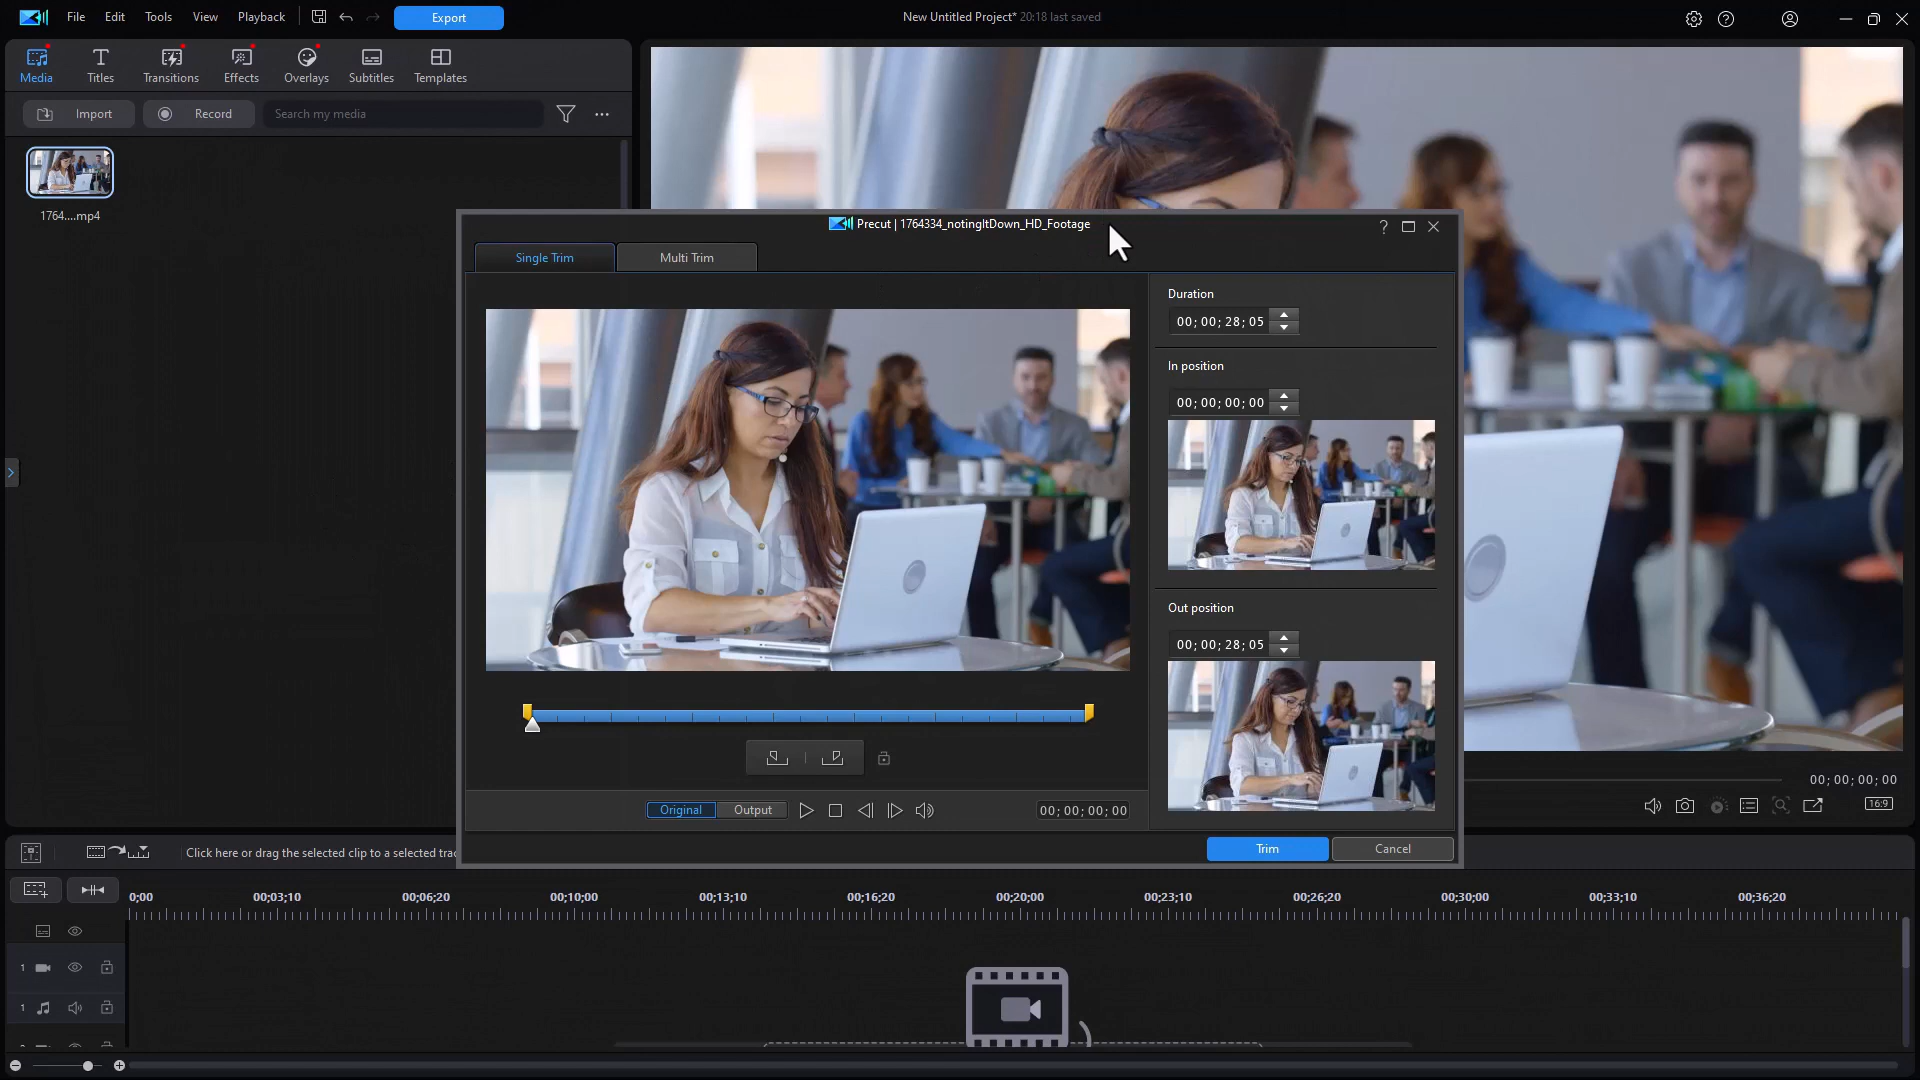 File Edit Tools View Playback Export New Untitled Project* 20:18 last saved
Media Titles Transitions Effects Overlays Subtitles Templates
Import Record Search my media
1764....mp4
Precut | 1764334_notingItDown_HD_Footage
Single Trim Multi Trim
Duration
00; 00; 28; 05
In position
00; 00; 00; 00
Out position
00; 00; 28; 05
Original Output 00; 00; 00; 00
Trim Cancel
00; 00; 00; 00
16:9
Click here or drag the selected clip to a selected trac
0;00 00;03;10 00;06;20 00;10;00 00;13;10 00;16;20 00;20;00 00;23;10 00;26;20 00;30;00 00;33;10 00;36;20
1
1